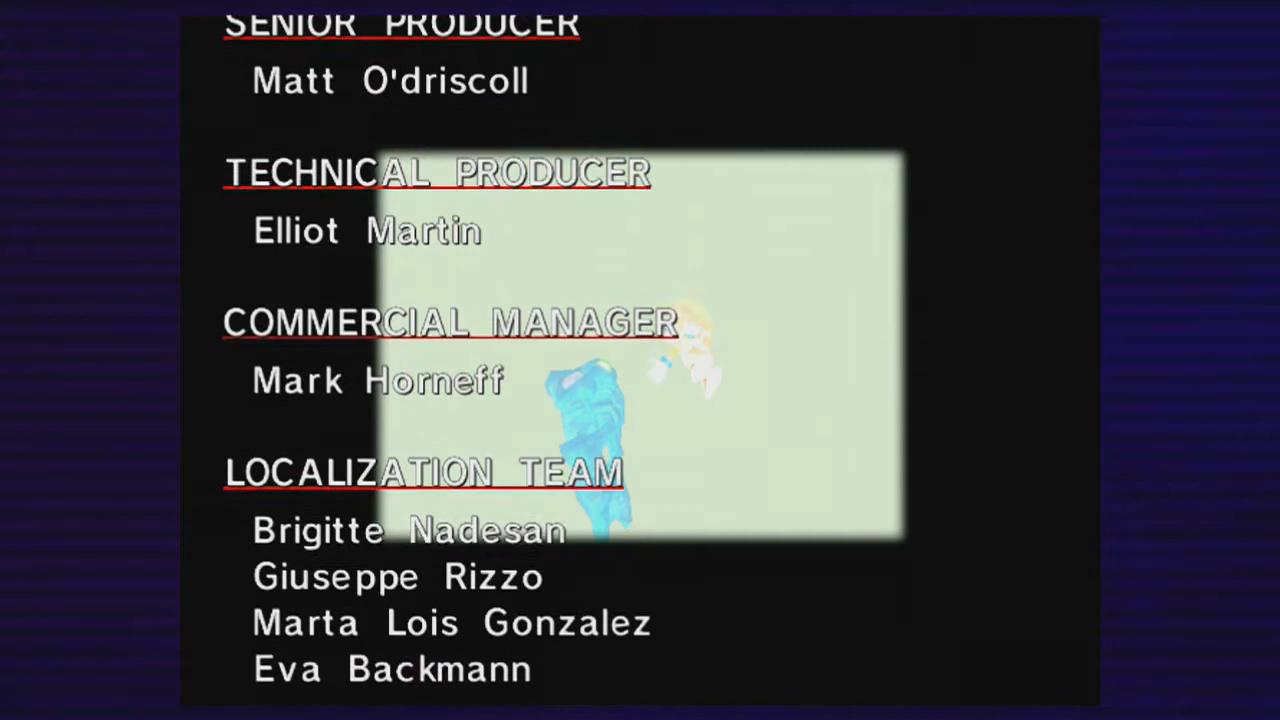 SENIOR PRODUCER
Matt O'driscoll
TECHNICAL PRODUCER
Elliot Martin
COMMERCIAL MANAGER
Mark Horneff
LOCALIZATION TEAM
Brigitte Nadesan
Giuseppe Rizzo
Marta Lois Gonzalez
Eva Backmann